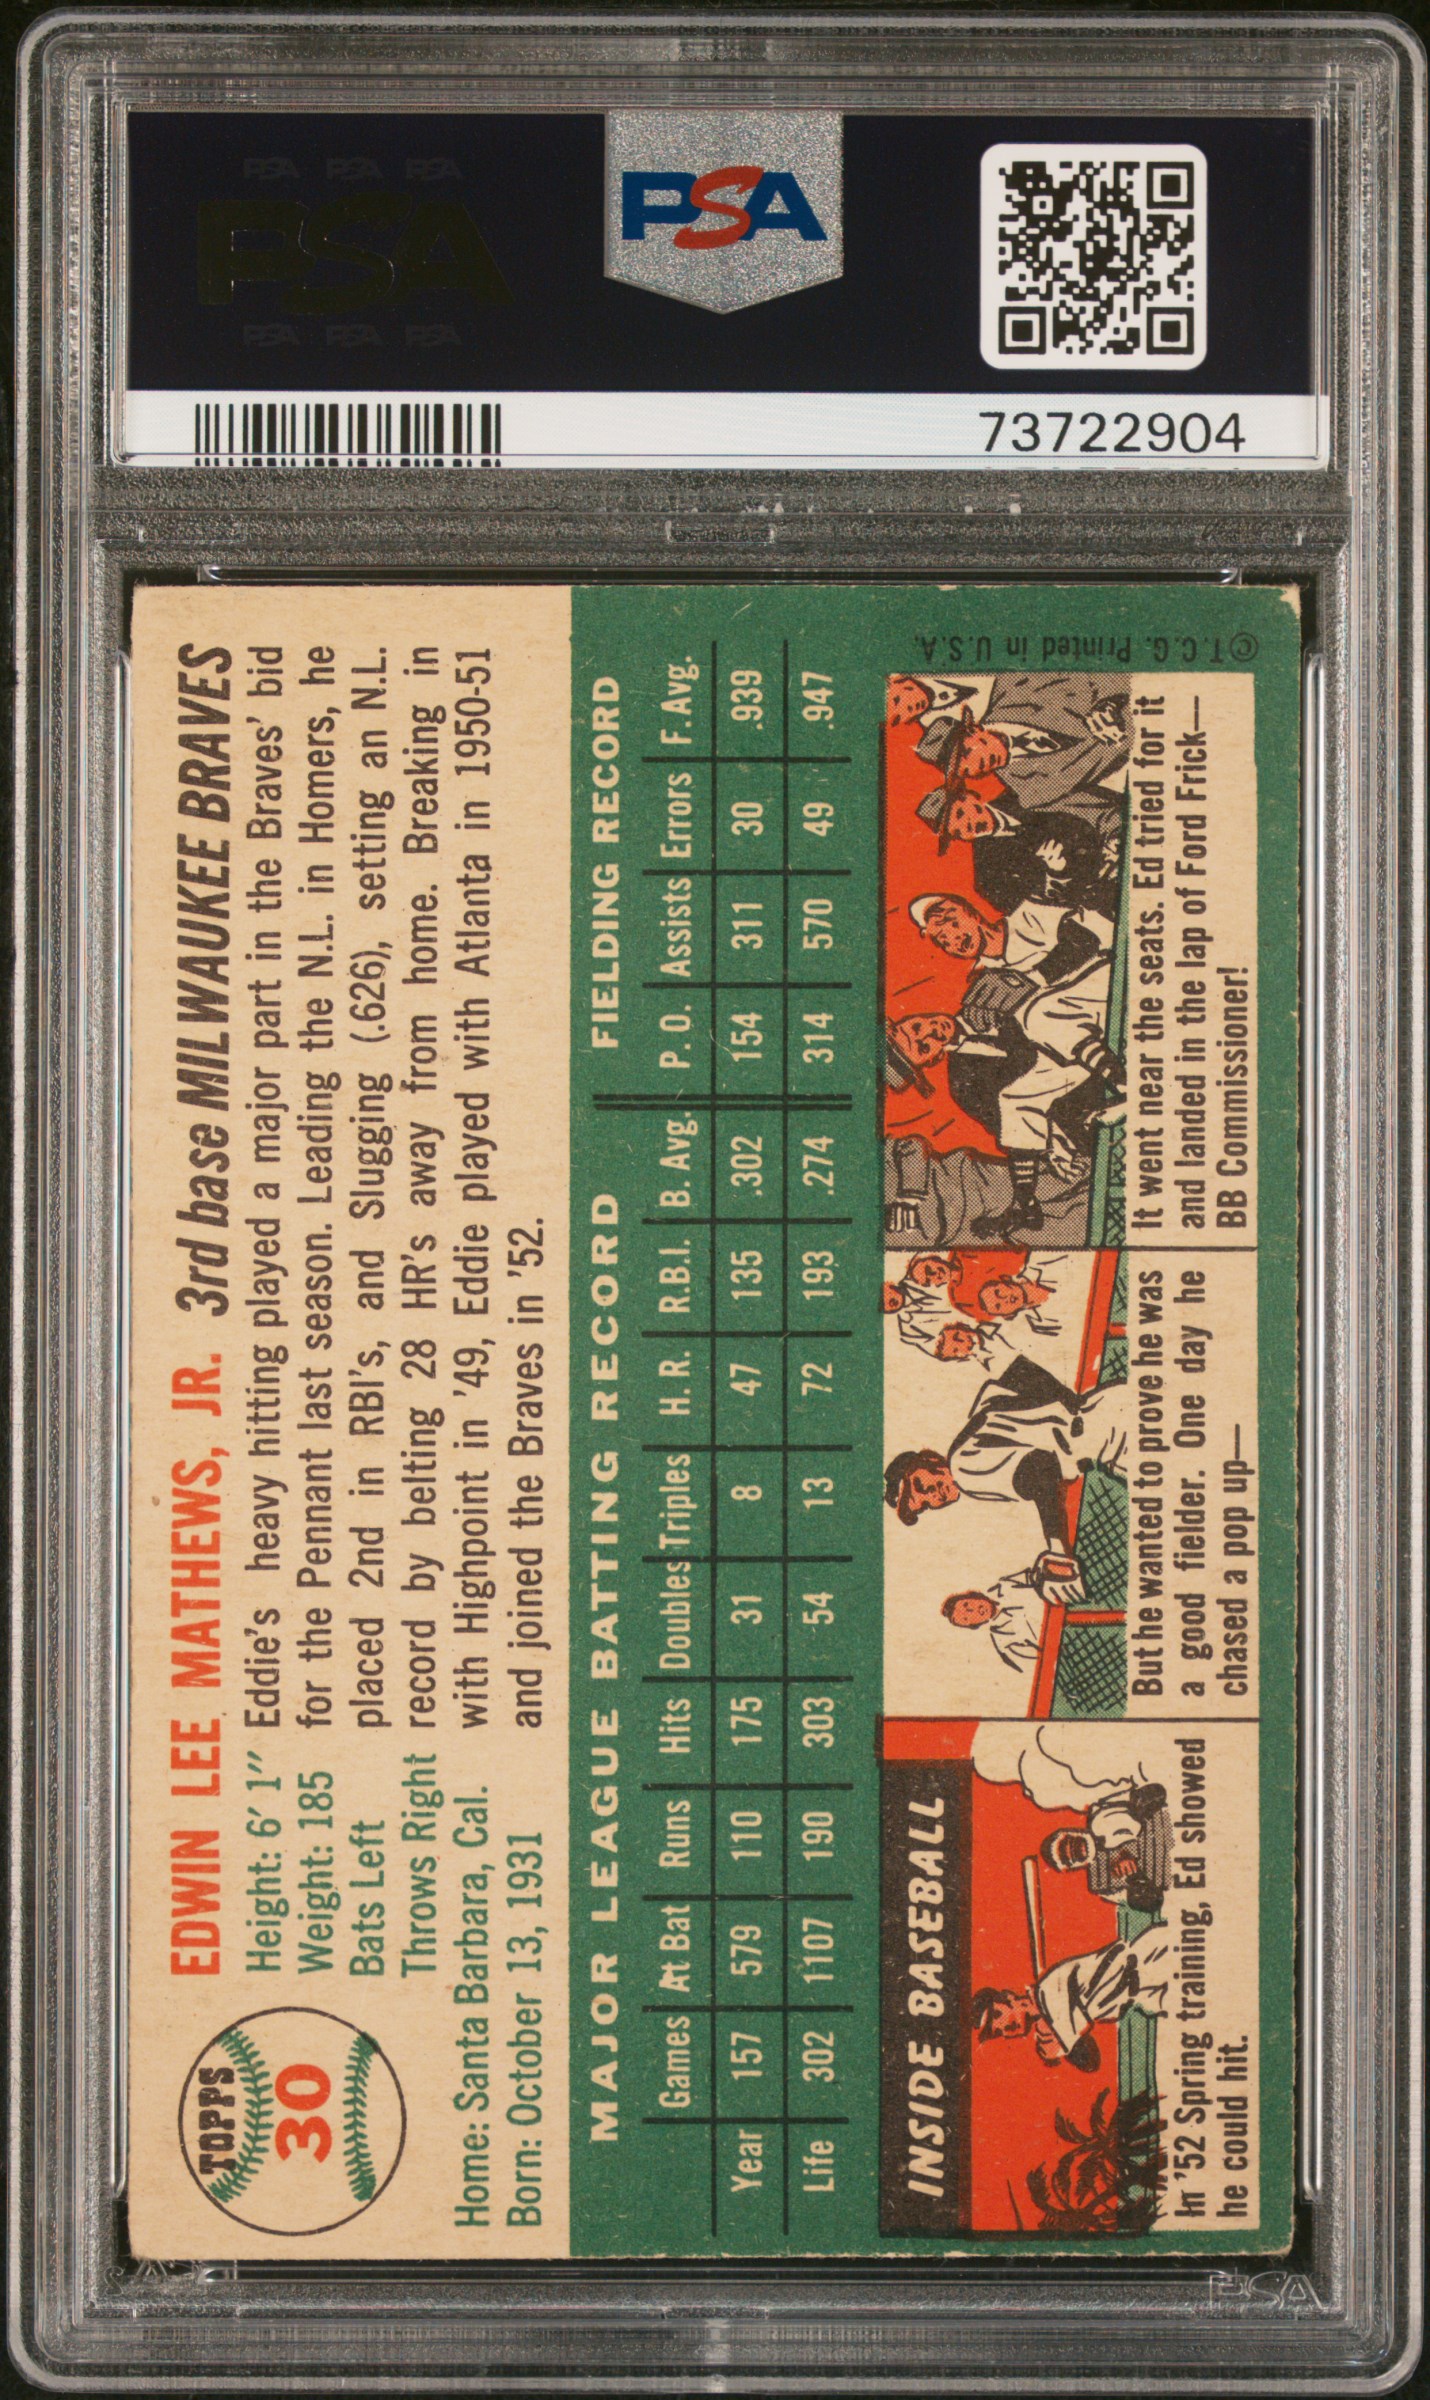 PSA PSA PSA
PSA
PSA PSA PSA
PSA
73722904
TOPPS
30
EDWIN LEE MATHEWS, JR. 3rd base MILWAUKEE BRAVES
Height: 6' 1"
Weight: 185
Bats Left
Throws Right
Home: Santa Barbara, Cal.
Born: October 13, 1931
Eddie's heavy hitting played a major part in the Braves' bid
for the Pennant last season. Leading the N.L. in Homers, he
placed 2nd in RBI's, and Slugging (.626), setting an N.L.
record by belting 28 HR's away from home. Breaking in
with Highpoint in '49, Eddie played with Atlanta in 1950-51
and joined the Braves in '52.
MAJOR LEAGUE BATTING RECORD FIELDING RECORD
Games At Bat Runs Hits Doubles Triples H. R. R.B.I. B. Avg. P. O. Assists Errors F. Avg.
Year 157 579 110 175 31 8 47 135 .302 154 311 30 .939
Life 302 1107 190 303 54 13 72 193 .274 314 570 49 .947
INSIDE BASEBALL
In '52 Spring training, Ed showed
he could hit.
But he wanted to prove he was
a good fielder. One day he
chased a pop up—
It went near the seats. Ed tried for it
and landed in the lap of Ford Frick—
BB Commissioner!
©T.C.G. Printed in U.S.A.
PSA
PSA